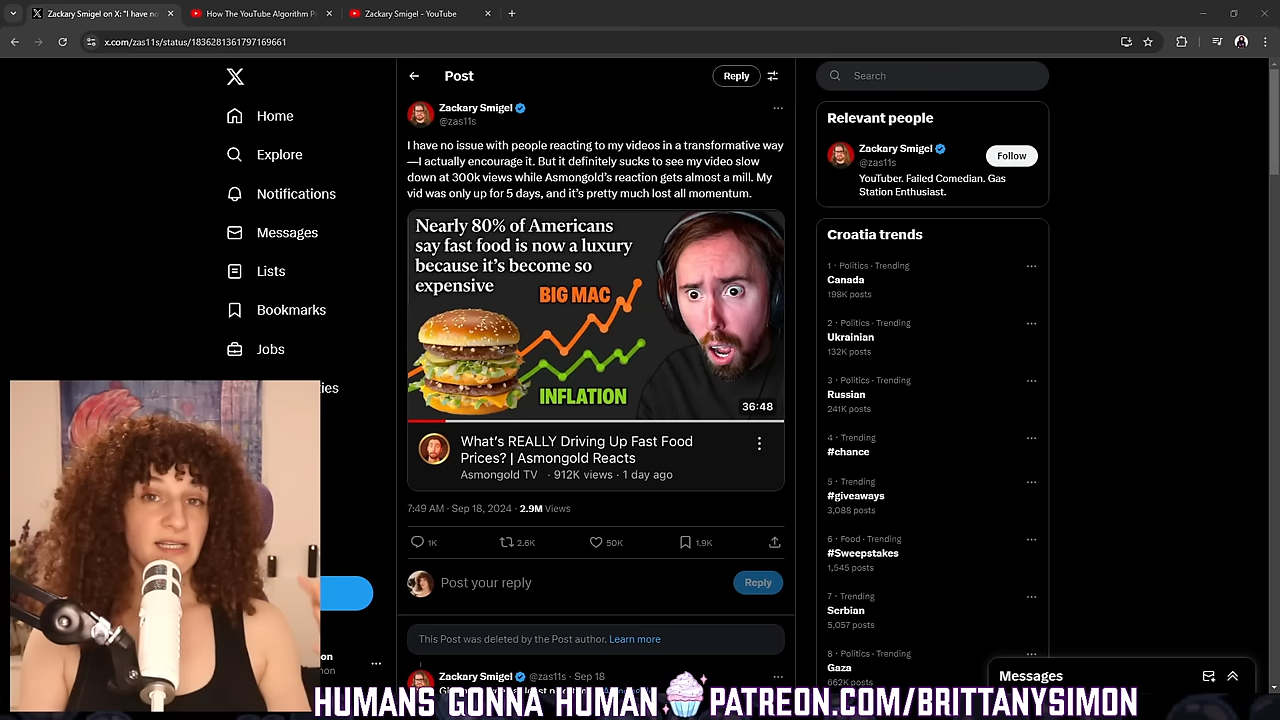 Zackary Smigel on X: "I have no
How The YouTube Algorithm P
Zackary Smigel - YouTube
x.com/zas11s/status/1836281361797169661
Home
Explore
Notifications
Messages
Lists
Bookmarks
Jobs
ies
on
mon
Post
Reply
Zackary Smigel
@zas11s
I have no issue with people reacting to my videos in a transformative way
—I actually encourage it. But it definitely sucks to see my video slow
down at 300k views while Asmongold's reaction gets almost a mill. My
vid was only up for 5 days, and it's pretty much lost all momentum.
Nearly 80% of Americans
say fast food is now a luxury
because it's become so
expensive
BIG MAC
INFLATION
36:48
What's REALLY Driving Up Fast Food
Prices? | Asmongold Reacts
Asmongold TV · 912K views · 1 day ago
7:49 AM · Sep 18, 2024 · 2.9M Views
1K 2.6K 50K 1.9K
Post your reply
Reply
This Post was deleted by the Post author. Learn more
Zackary Smigel @zas11s · Sep 18
Search
Relevant people
Zackary Smigel
@zas11s
Follow
YouTuber. Failed Comedian. Gas
Station Enthusiast.
Croatia trends
1 · Politics · Trending
Canada
198K posts
2 · Politics · Trending
Ukrainian
132K posts
3 · Politics · Trending
Russian
241K posts
4 · Trending
#chance
5 · Trending
#giveaways
3,088 posts
6 · Food · Trending
#Sweepstakes
1,545 posts
7 · Trending
Serbian
5,057 posts
8 · Politics · Trending
Gaza
662K posts
Messages
HUMANS GONNA HUMAN PATREON.COM/BRITTANYSIMON